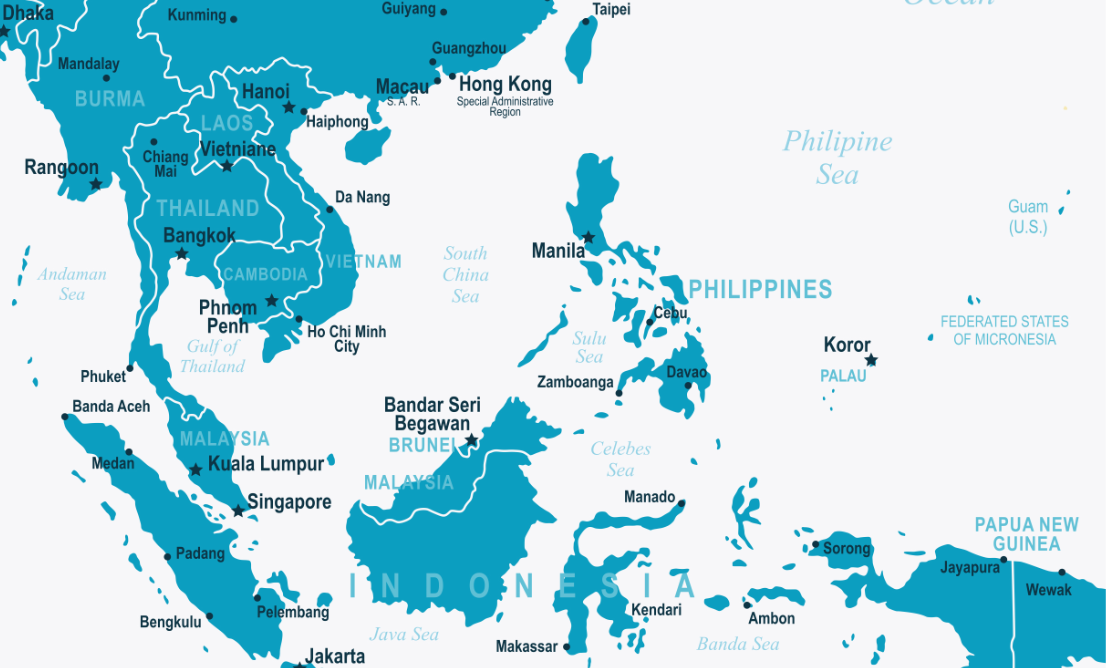 Ocean
Dhaka
Kunming
Guiyang
Taipei
Mandalay
BURMA
Guangzhou
Macau
S. A. R.
Hong Kong
Special Administrative
Region
Hanoi
Haiphong
LAOS
Vietniane
Chiang
Mai
Rangoon
Philipine
Sea
THAILAND
Bangkok
Da Nang
Guam
(U.S.)
Manila
Andaman
Sea
CAMBODIA
VIETNAM
South
China
Sea
PHILIPPINES
Phnom
Penh
Ho Chi Minh
City
Cebu
FEDERATED STATES
OF MICRONESIA
Gulf of
Thailand
Sulu
Sea
Koror
PALAU
Phuket
Zamboanga
Davao
Banda Aceh
Bandar Seri
Begawan
BRUNEI
MALAYSIA
Medan
Kuala Lumpur
Celebes
Sea
MALAYSIA
Singapore
Manado
PAPUA NEW
GUINEA
Padang
Sorong
Jayapura
Wewak
INDONESIA
Pelembang
Kendari
Bengkulu
Ambon
Java Sea
Makassar
Banda Sea
Jakarta